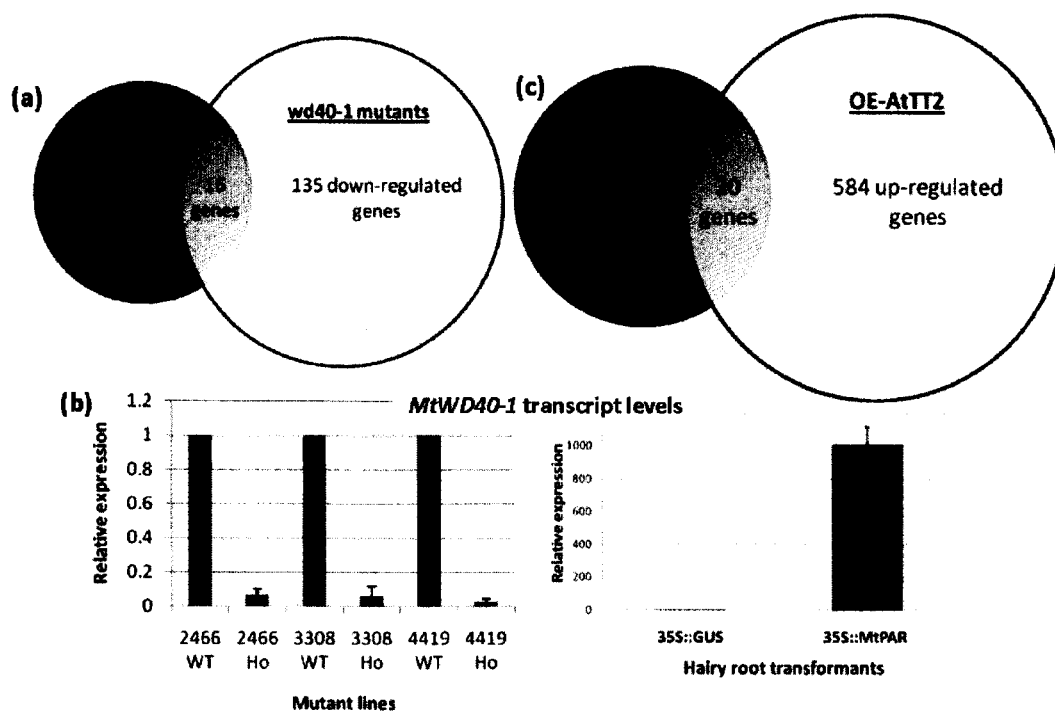 (a)
wd40-1 mutants
135 down-regulated
genes
genes
(c)
OE-AtTT2
584 up-regulated
genes
genes
(b)
MtWD40-1 transcript levels
Relative expression
1.2
1
0.8
0.6
0.4
0.2
0
2466 WT
2466 Ho
3308 WT
3308 Ho
4419 WT
4419 Ho
Mutant lines
Relative expression
1000
800
600
400
200
0
35S::GUS
35S::MtPAR
Hairy root transformants